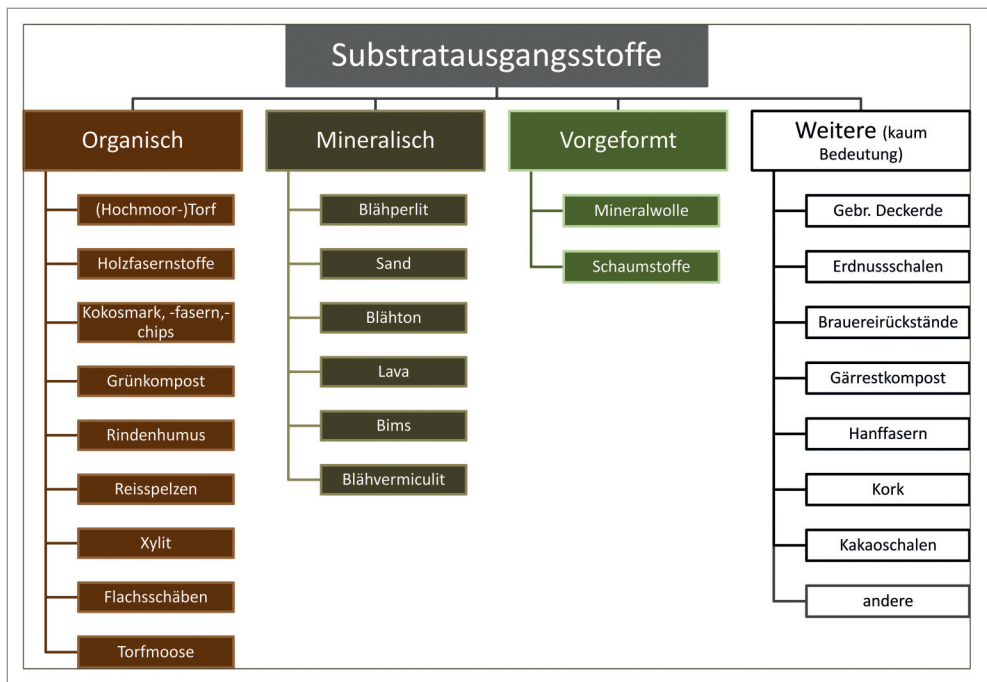 Substratausgangsstoffe
Organisch
(Hochmoor-)Torf
Holzfasernstoffe
Kokosmark, -fasern,-
chips
Grünkompost
Rindenhumus
Reisspelzen
Xylit
Flachsschäben
Torfmoose
Mineralisch
Blähperlit
Sand
Blähton
Lava
Bims
Blähvermiculit
Vorgeformt
Mineralwolle
Schaumstoffe
Weitere (kaum
Bedeutung)
Gebr. Deckerde
Erdnussschalen
Brauereirückstände
Gärrestkompost
Hanffasern
Kork
Kakaoschalen
andere